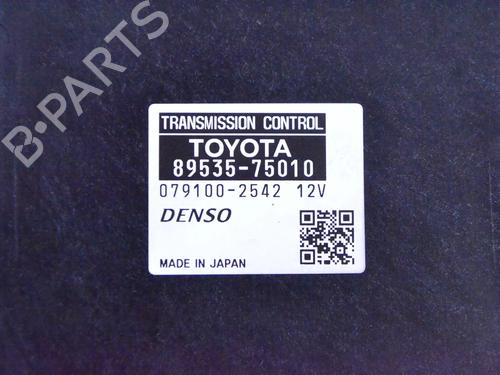 B-PARTS
TRANSMISSION CONTROL
TOYOTA
89535-75010
079100-2542 12V
DENSO
MADE IN JAPAN